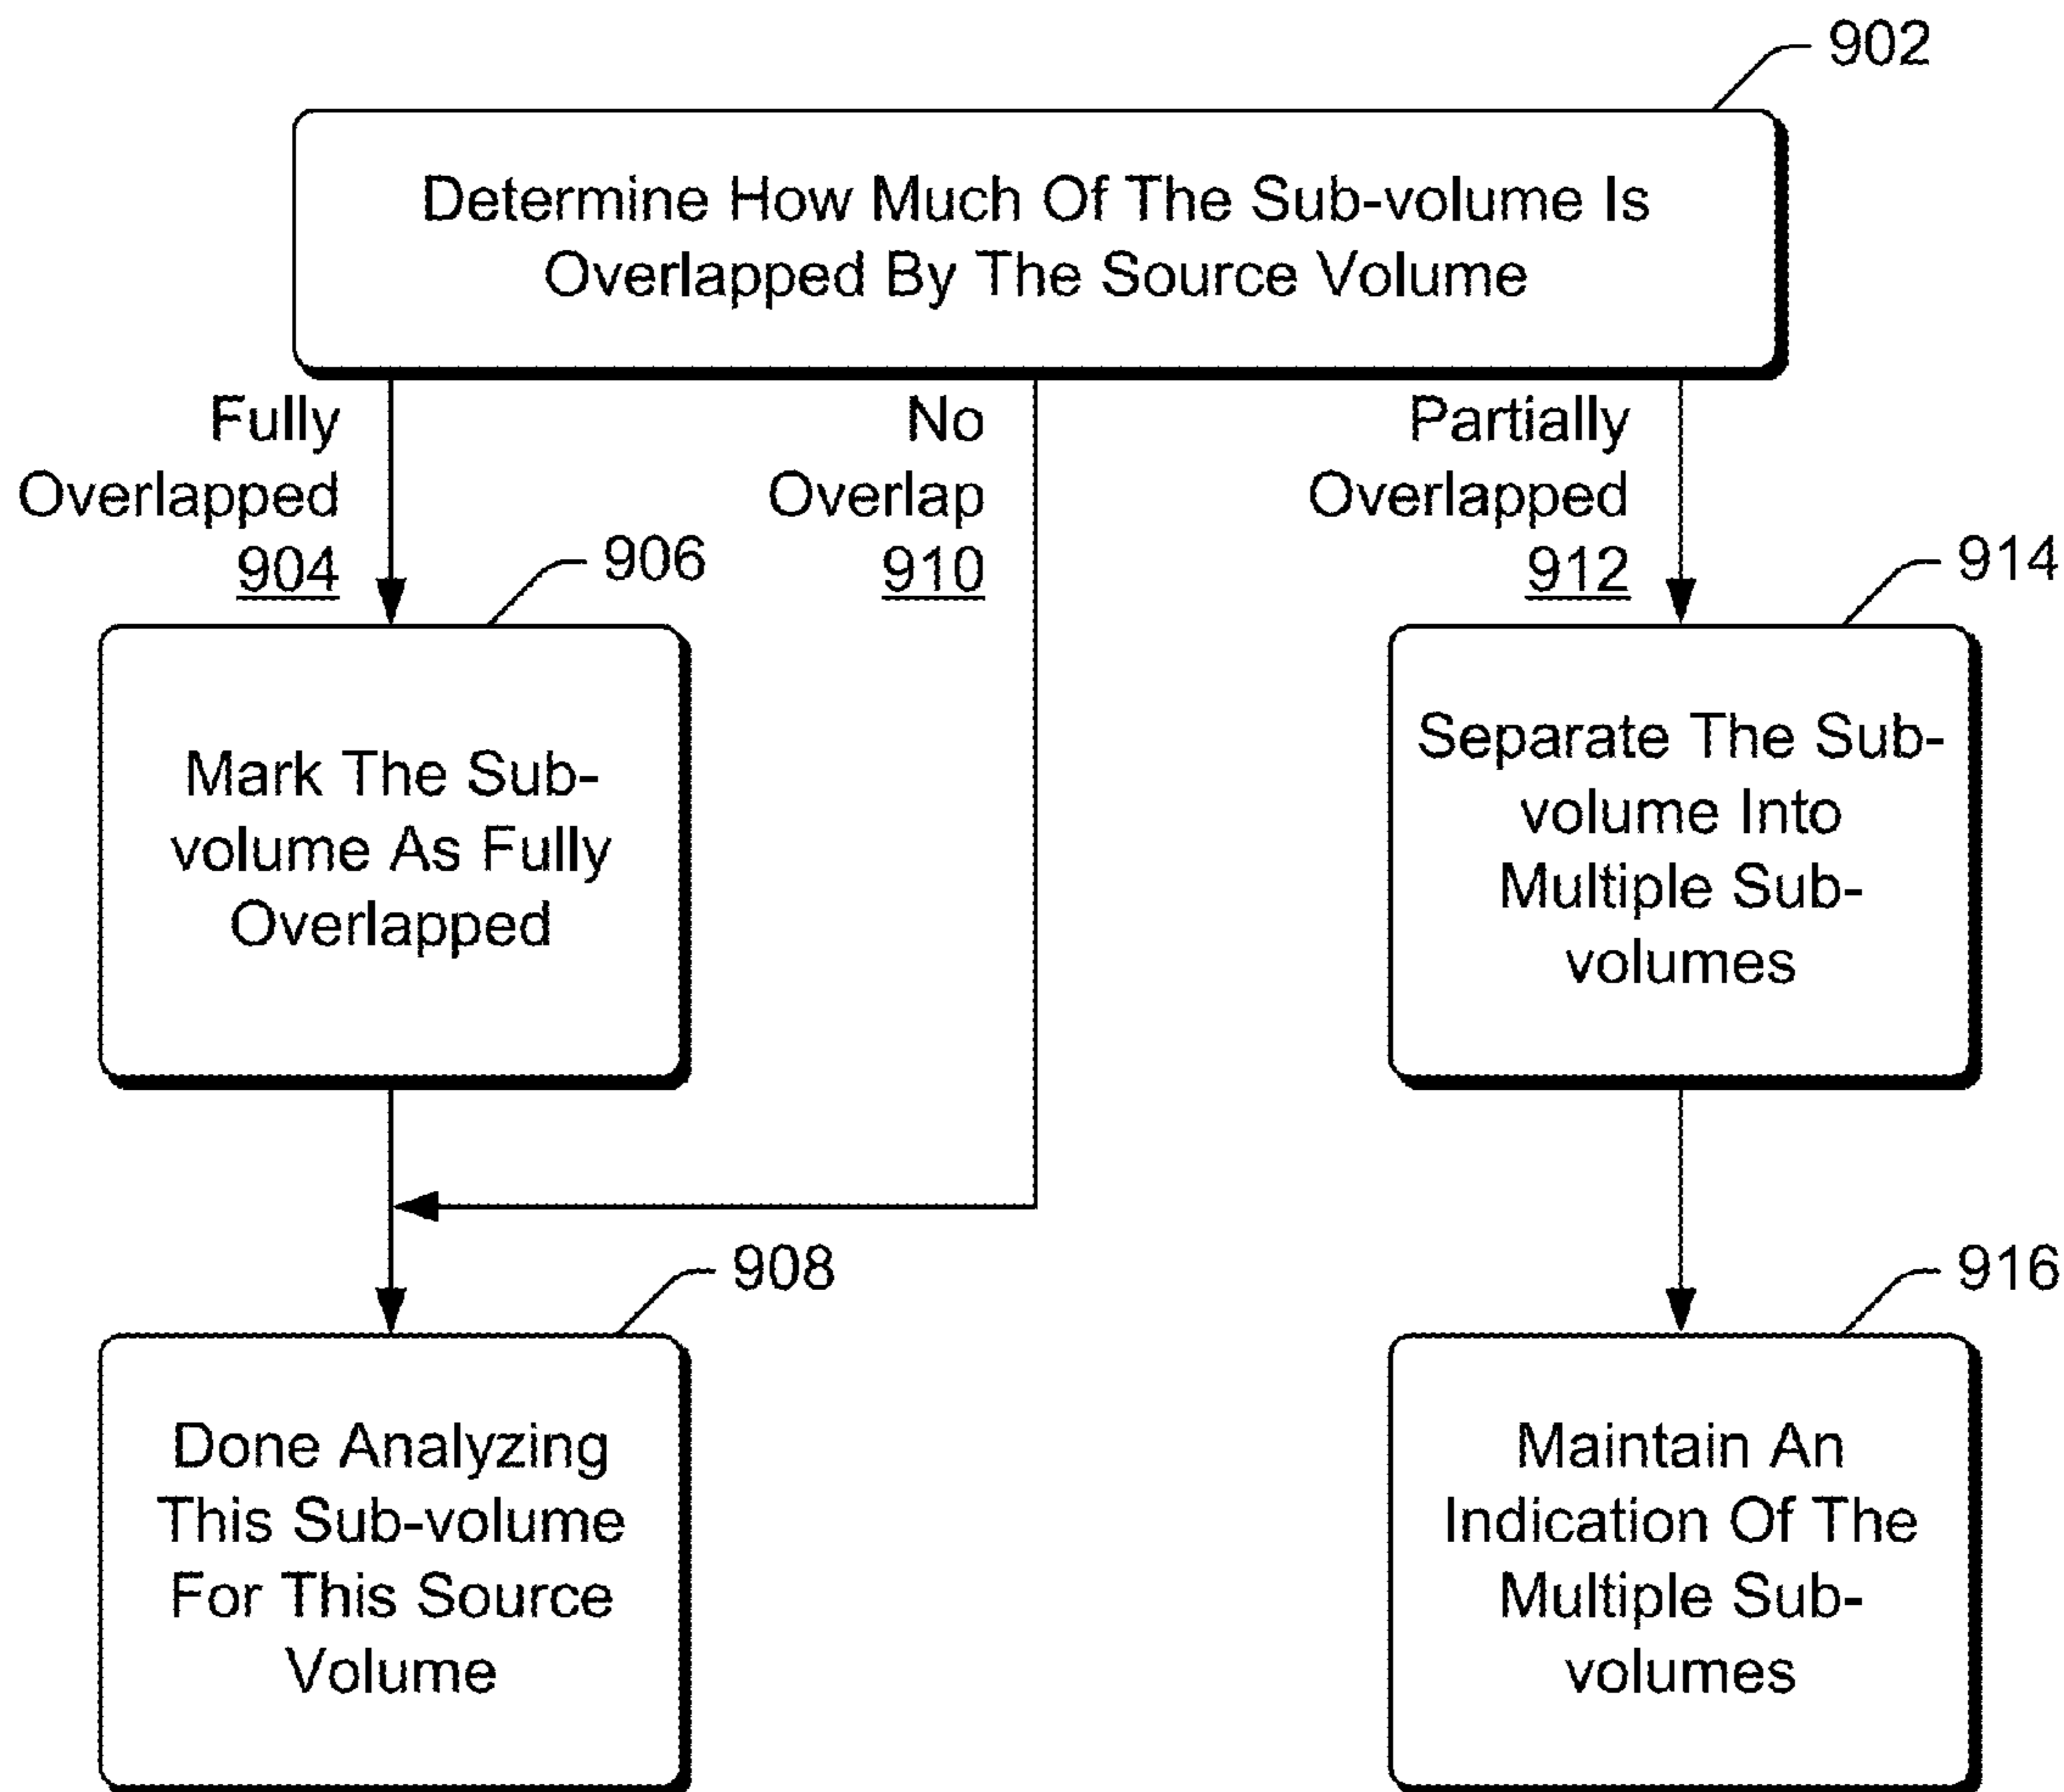 902
Determine How Much Of The Sub-volume Is
Overlapped By The Source Volume
Fully
Overlapped
904
No
Overlap
910
Partially
Overlapped
912
906
Mark The Sub-
volume As Fully
Overlapped
914
Separate The Sub-
volume Into
Multiple Sub-
volumes
908
Done Analyzing
This Sub-volume
For This Source
Volume
916
Maintain An
Indication Of The
Multiple Sub-
volumes